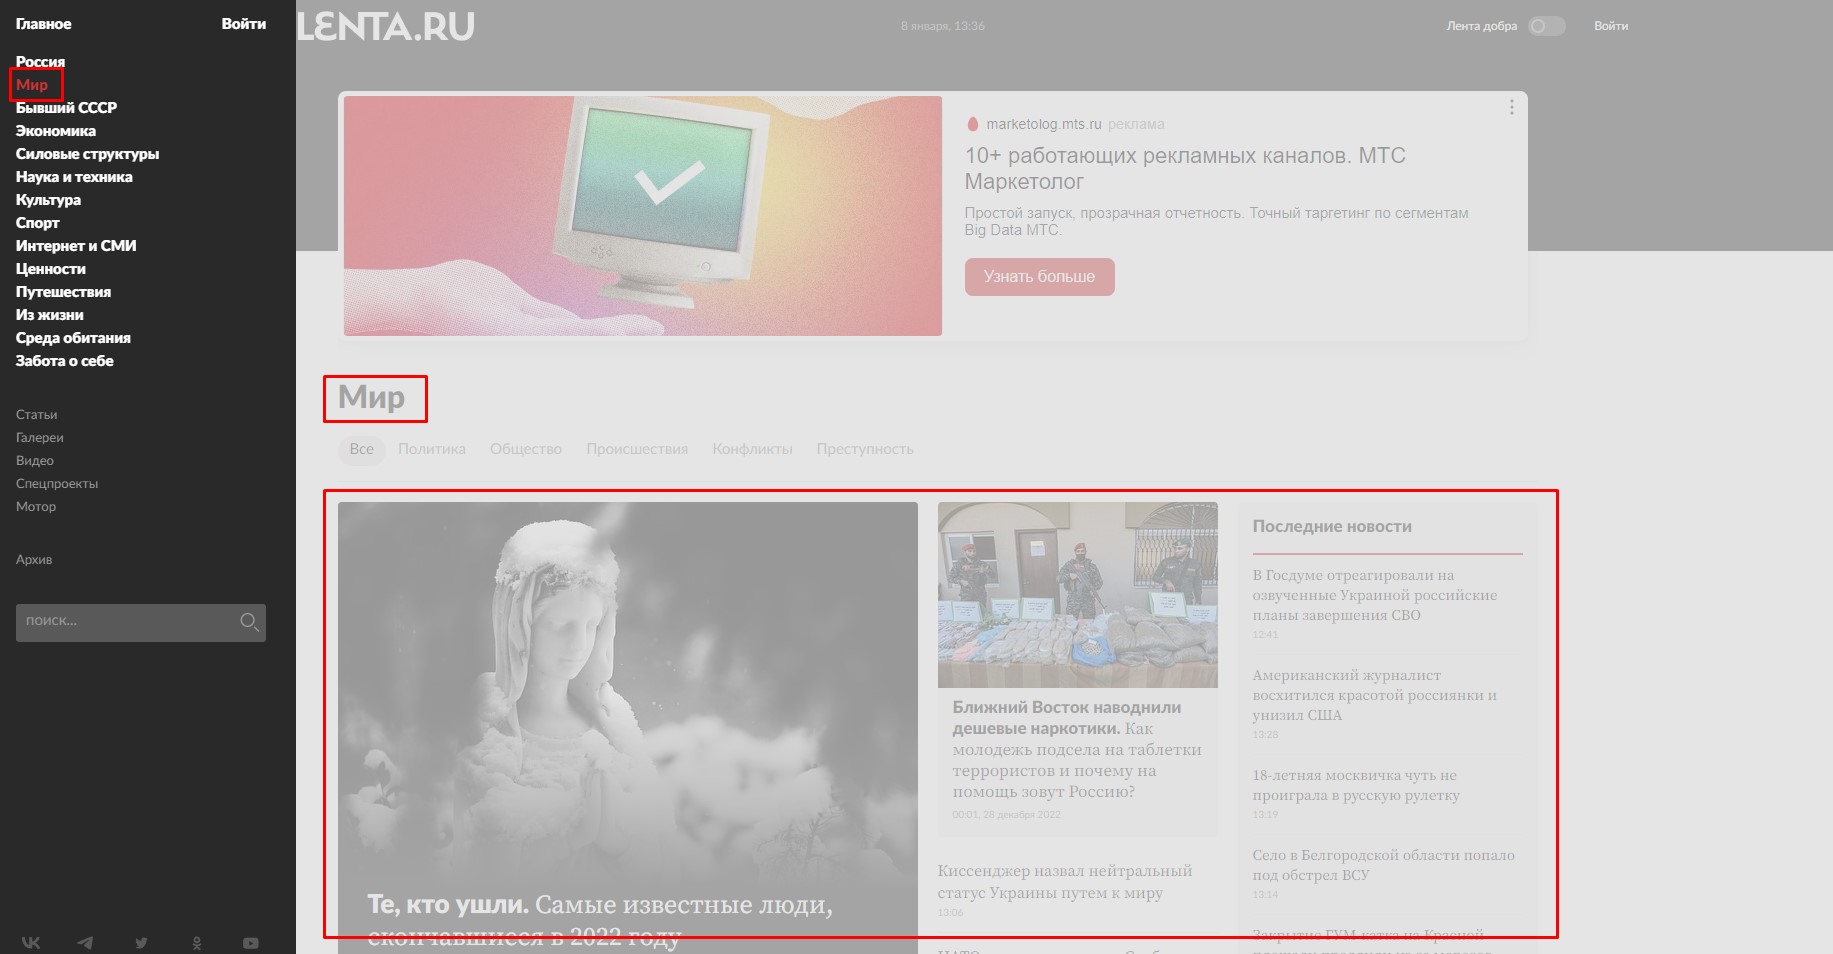 Главное
Войти
Россия
Мир
Бывший СССР
Экономика
Силовые структуры
Наука и техника
Культура
Спорт
Интернет и СМИ
Ценности
Путешествия
Из жизни
Среда обитания
Забота о себе
Статьи
Галереи
Видео
Спецпроекты
Мотор
Архив
поиск...
LENTA.RU
8 января, 13:36
Лента добра
Войти
marketolog.mts.ru реклама
10+ работающих рекламных каналов. МТС
Маркетолог
Простой запуск, прозрачная отчетность. Точный таргетинг по сегментам
Big Data МТС.
Узнать больше
Мир
Все Политика Общество Происшествия Конфликты Преступность
Те, кто ушли. Самые известные люди,
скончавшиеся в 2022 году
Ближний Восток наводнили
дешевые наркотики. Как
молодежь подсела на таблетки
террористов и почему на
помощь зовут Россию?
00:01, 28 декабря 2022
Киссенджер назвал нейтральный
статус Украины путем к миру
13:06
Последние новости
В Госдуме отреагировали на
озвученные Украиной российские
планы завершения СВО
12:41
Американский журналист
восхитился красотой россиянки и
унизил США
13:28
18-летняя москвичка чуть не
проиграла в русскую рулетку
13:19
Село в Белгородской области попало
под обстрел ВСУ
13:14
Закрытие ГУМ-катка на Красной